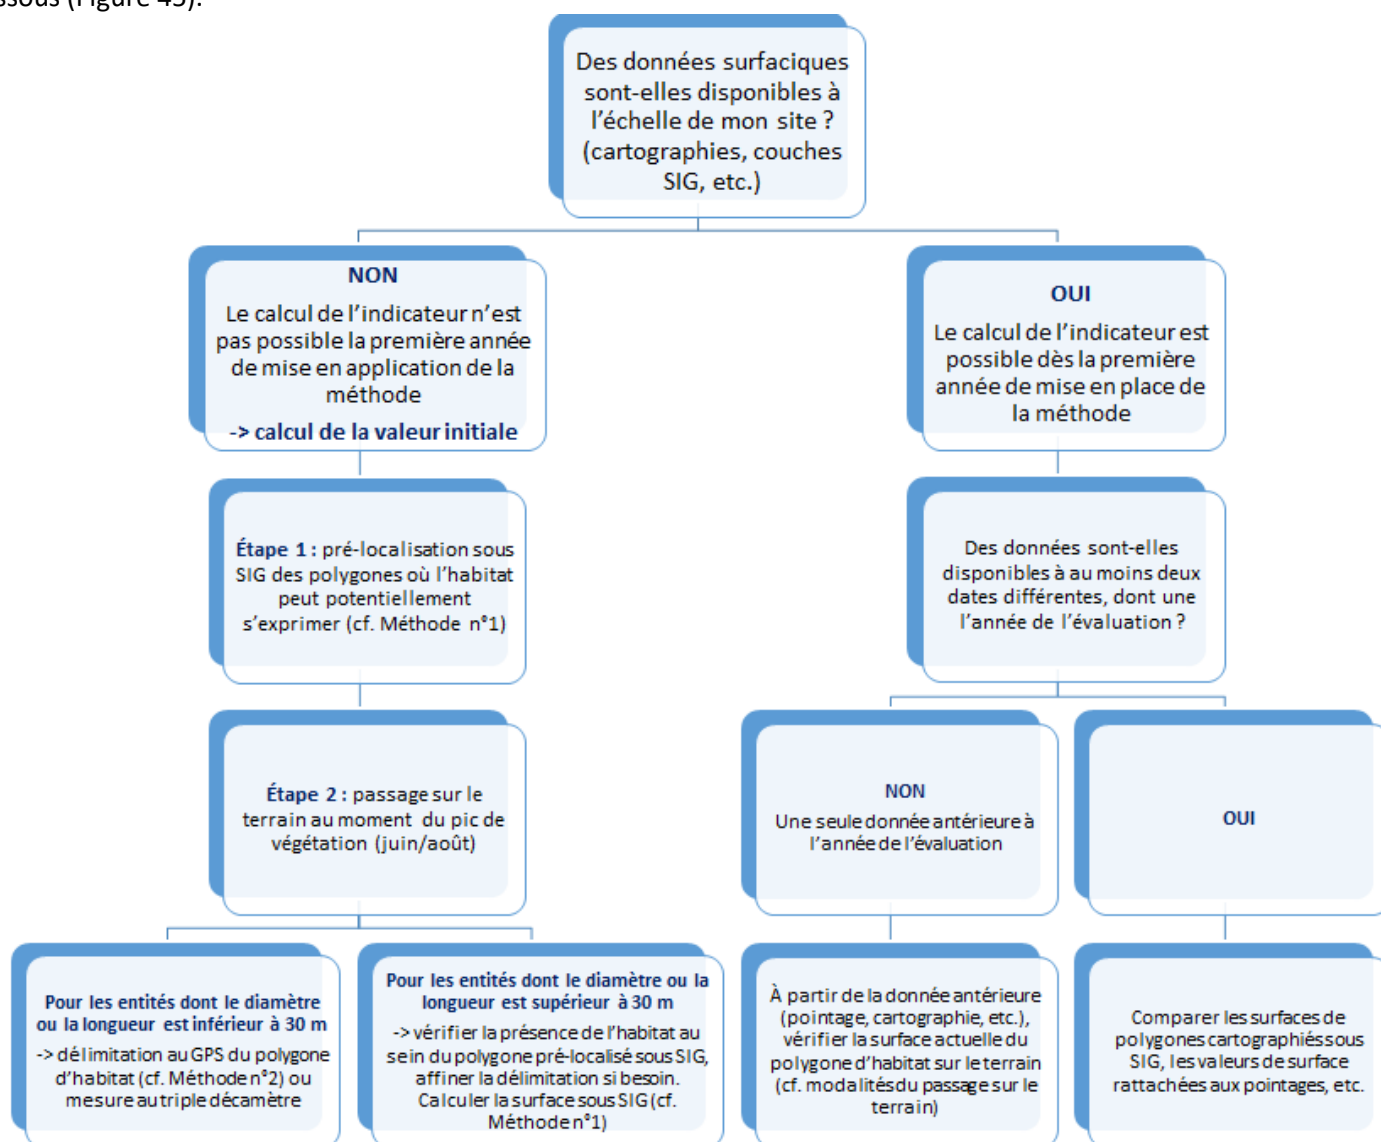 ssous (Figure 45).
Des données surfaciques
sont-elles disponibles à
l’échelle de mon site ?
(cartographies, couches
SIG, etc.)
NON
Le calcul de l’indicateur n’est
pas possible la première année
de mise en application de la
méthode
-> calcul de la valeur initiale
OUI
Le calcul de l’indicateur est
possible dès la première
année de mise en place de
la méthode
Étape 1 : pré-localisation sous
SIG des polygones où l’habitat
peut potentiellement
s’exprimer (cf. Méthode n°1)
Des données sont-elles
disponibles à au moins deux
dates différentes, dont une
l’année de l’évaluation ?
Étape 2 : passage sur le
terrain au moment du pic de
végétation (juin/août)
NON
Une seule donnée antérieure à
l’année de l’évaluation
OUI
Pour les entités dont le diamètre
ou la longueur est inférieur à 30 m
-> délimitation au GPS du polygone
d’habitat (cf. Méthode n°2) ou
mesure au triple décamètre
Pour les entités dont le diamètre ou la
longueur est supérieur à 30 m
-> vérifier la présence de l’habitat au
sein du polygone pré-localisé sous SIG,
affiner la délimitation si besoin.
Calculer la surface sous SIG (cf.
Méthode n°1)
À partir de la donnée antérieure
(pointage, cartographie, etc.),
vérifier la surface actuelle du
polygone d’habitat sur le terrain
(cf. modalités du passage sur le
terrain)
Comparer les surfaces de
polygones cartographiés sous
SIG, les valeurs de surface
rattachées aux pointages, etc.